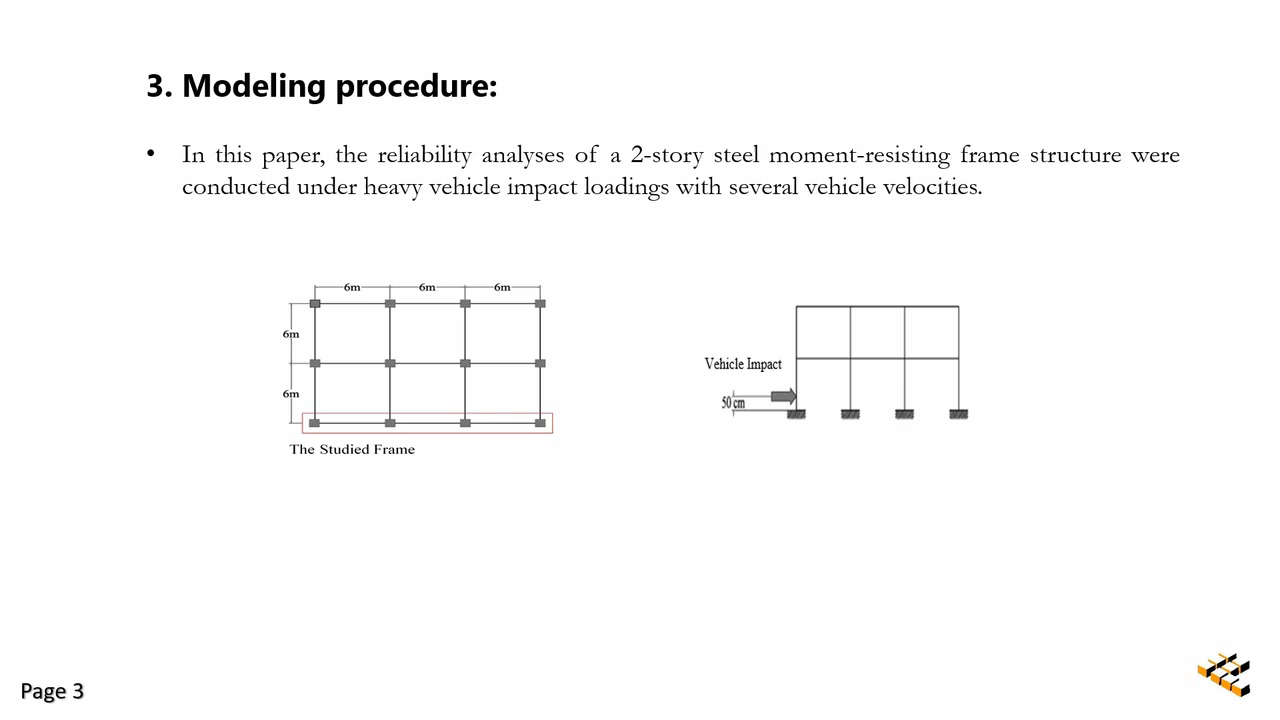 3. Modeling procedure:
• In this paper, the reliability analyses of a 2-story steel moment-resisting frame structure were
conducted under heavy vehicle impact loadings with several vehicle velocities.
6m 6m 6m
6m
6m
The Studied Frame
Vehicle Impact
50 cm
Page 3